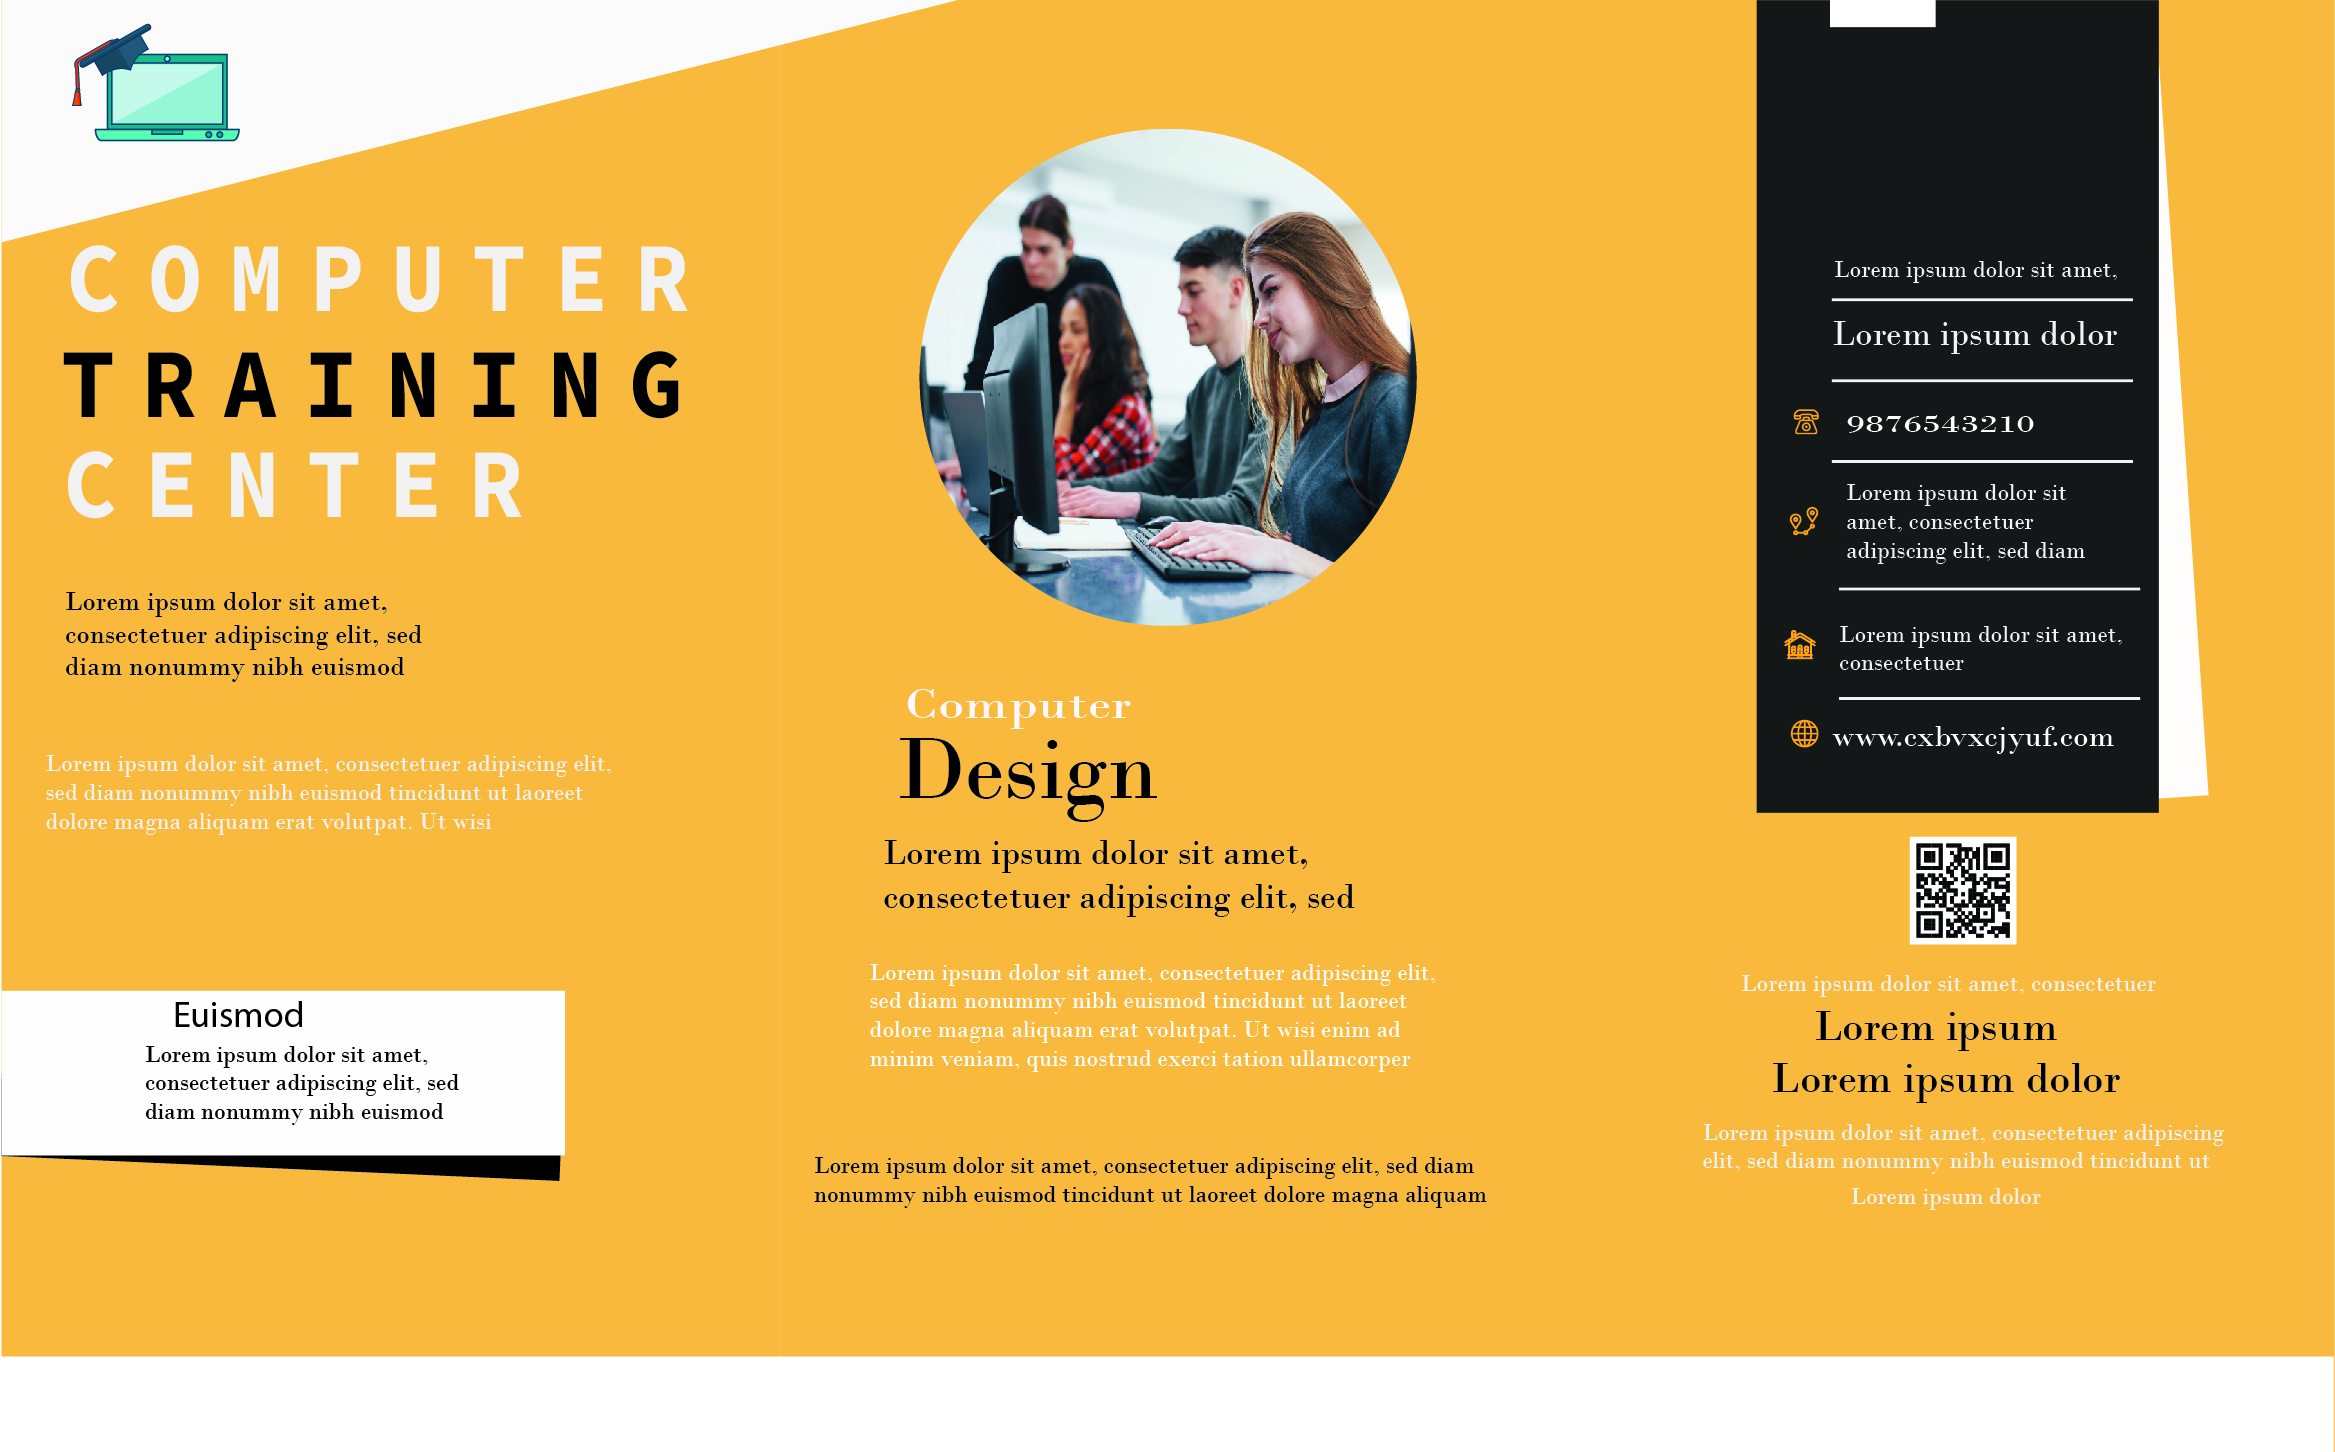 COMPUTER
TRAINING
CENTER
Lorem ipsum dolor sit amet,
consectetuer adipiscing elit, sed
diam nonummy nibh euismod
Lorem ipsum dolor sit amet, consectetuer adipiscing elit,
sed diam nonummy nibh euismod tincidunt ut laoreet
dolore magna aliquam erat volutpat. Ut wisi
Euismod
Lorem ipsum dolor sit amet,
consectetuer adipiscing elit, sed
diam nonummy nibh euismod
Computer
Design
Lorem ipsum dolor sit amet,
consectetuer adipiscing elit, sed
Lorem ipsum dolor sit amet, consectetuer adipiscing elit,
sed diam nonummy nibh euismod tincidunt ut laoreet
dolore magna aliquam erat volutpat. Ut wisi enim ad
minim veniam, quis nostrud exerci tation ullamcorper
Lorem ipsum dolor sit amet, consectetuer adipiscing elit, sed diam
nonummy nibh euismod tincidunt ut laoreet dolore magna aliquam
Lorem ipsum dolor sit amet,
Lorem ipsum dolor
9876543210
Lorem ipsum dolor sit
amet, consectetuer
adipiscing elit, sed diam
Lorem ipsum dolor sit amet,
consectetuer
www.cxbvxcjyuf.com
Lorem ipsum dolor sit amet, consectetuer
Lorem ipsum
Lorem ipsum dolor
Lorem ipsum dolor sit amet, consectetuer adipiscing
elit, sed diam nonummy nibh euismod tincidunt ut
Lorem ipsum dolor